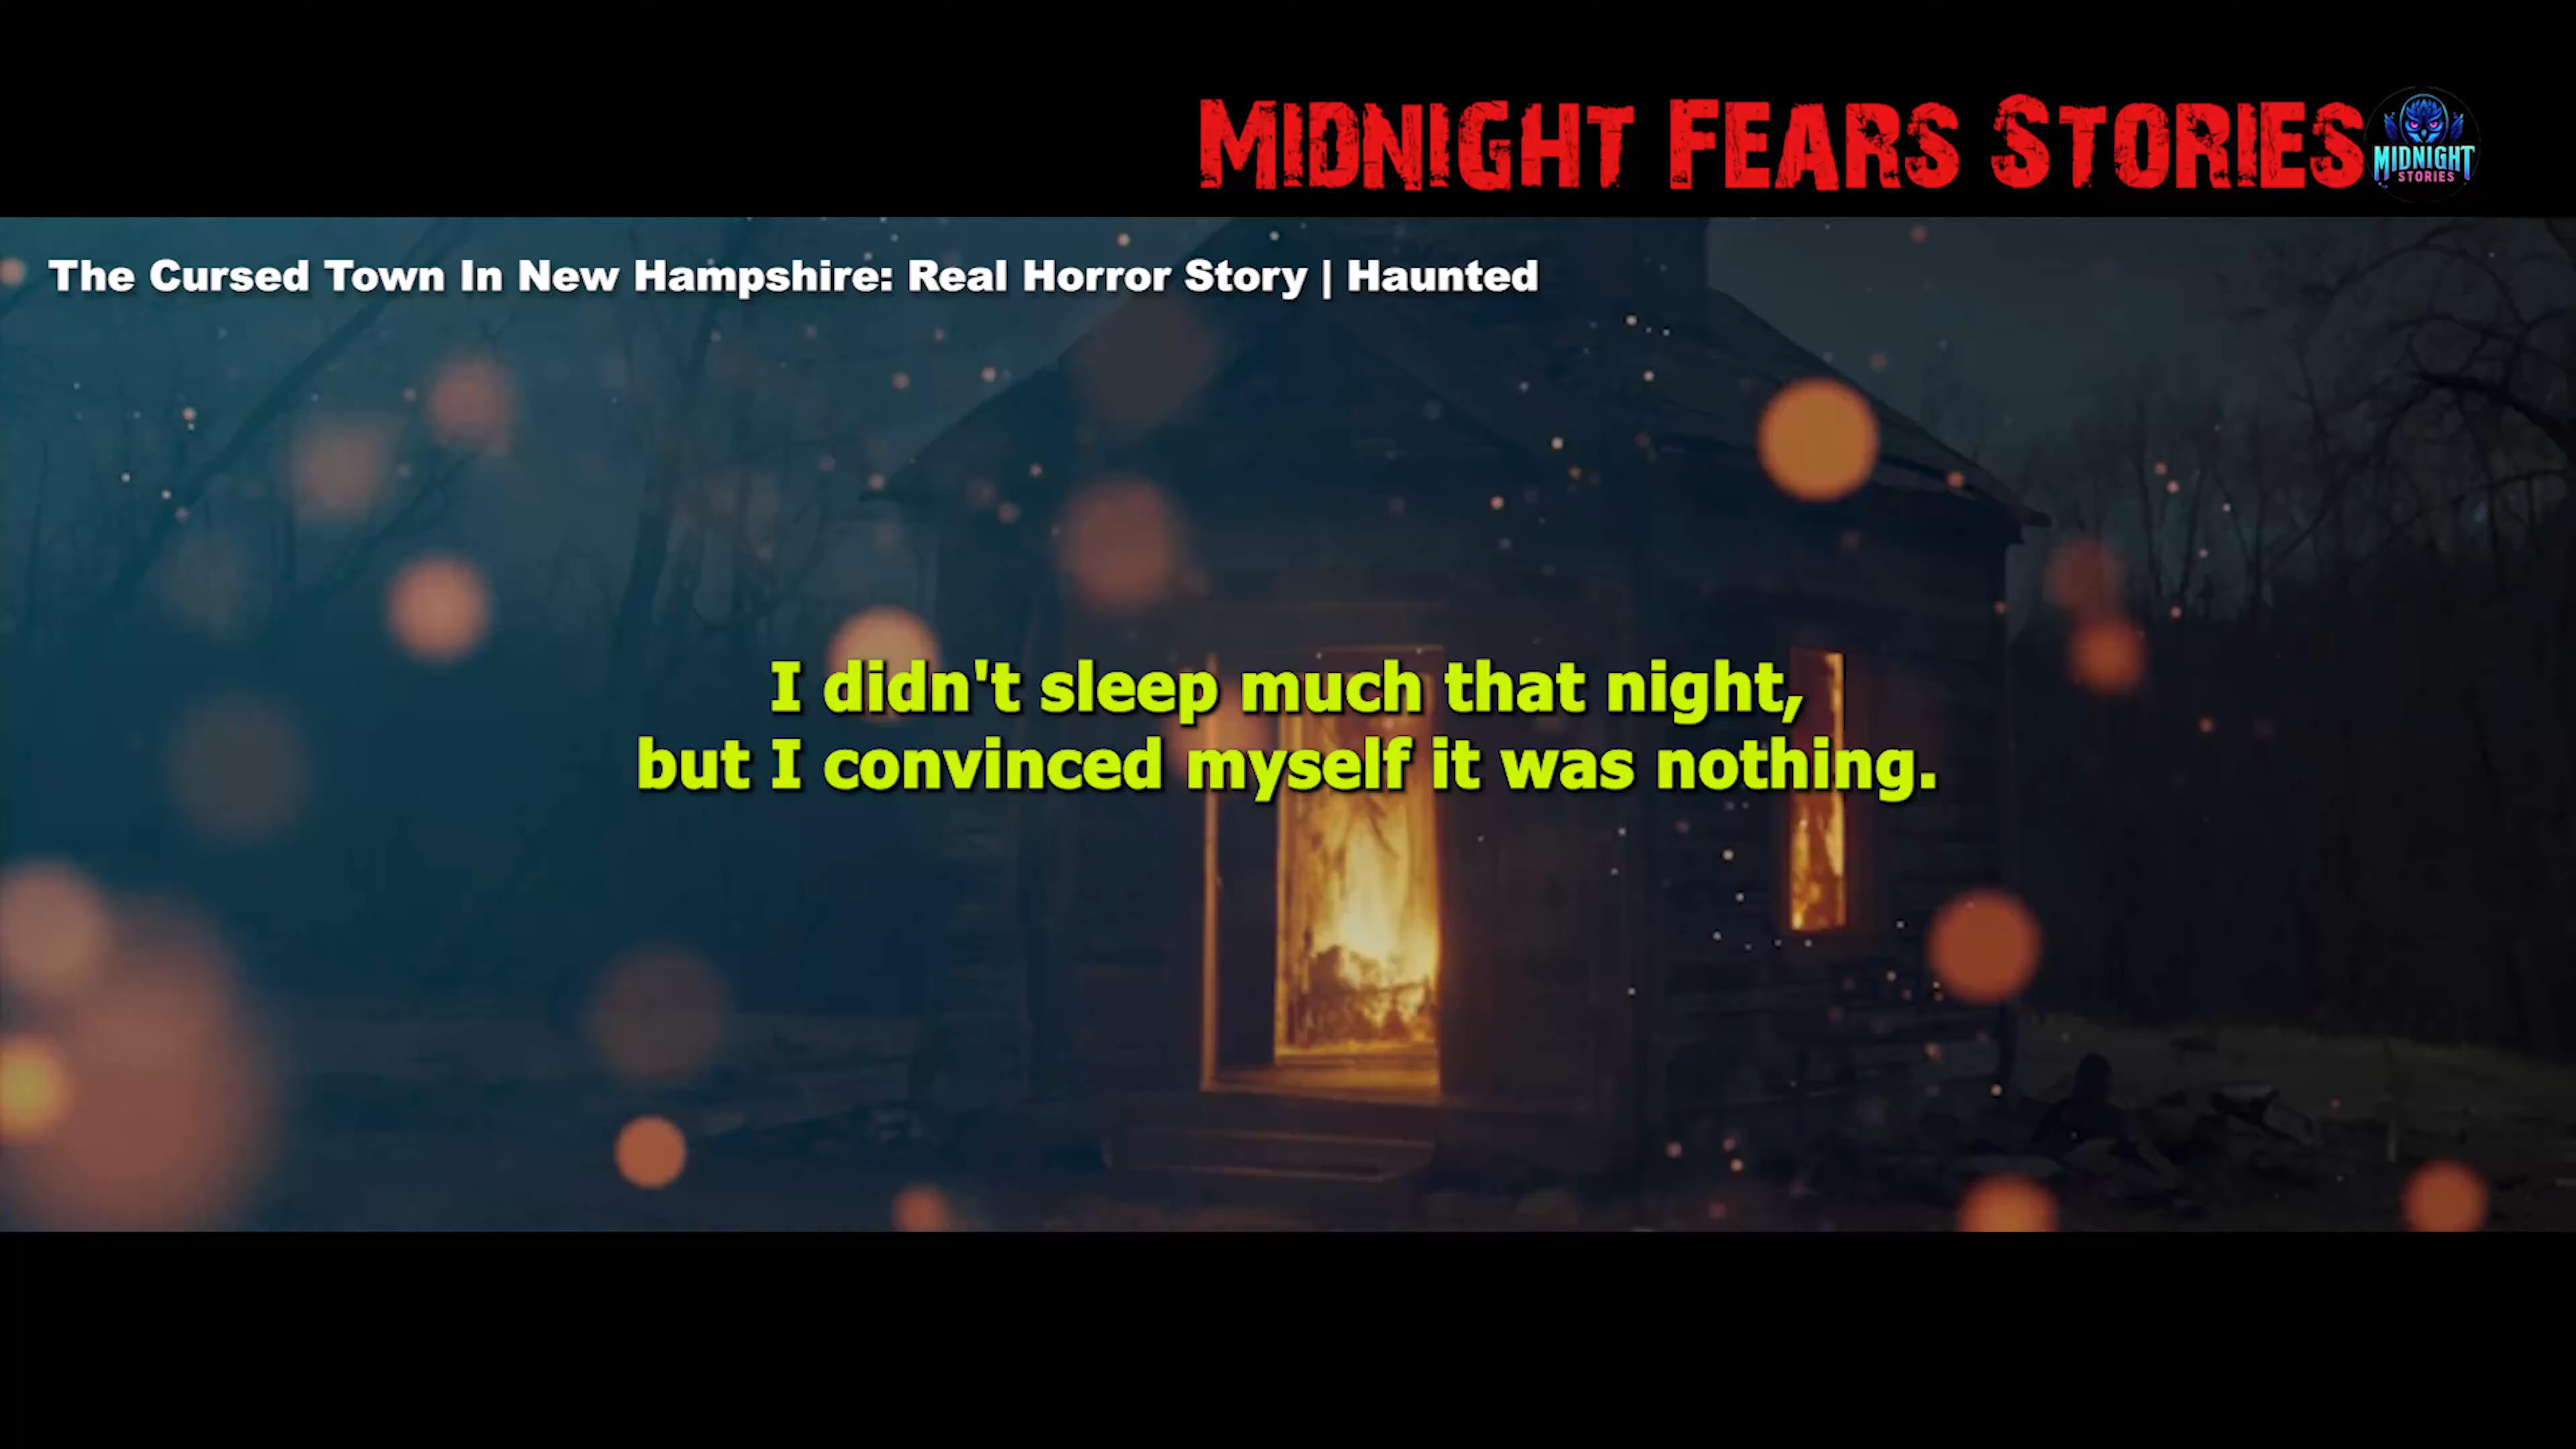 MIDNIGHT FEARS STORIES
MIDNIGHT
STORIES
The Cursed Town In New Hampshire: Real Horror Story | Haunted
I didn't sleep much that night,
but I convinced myself it was nothing.